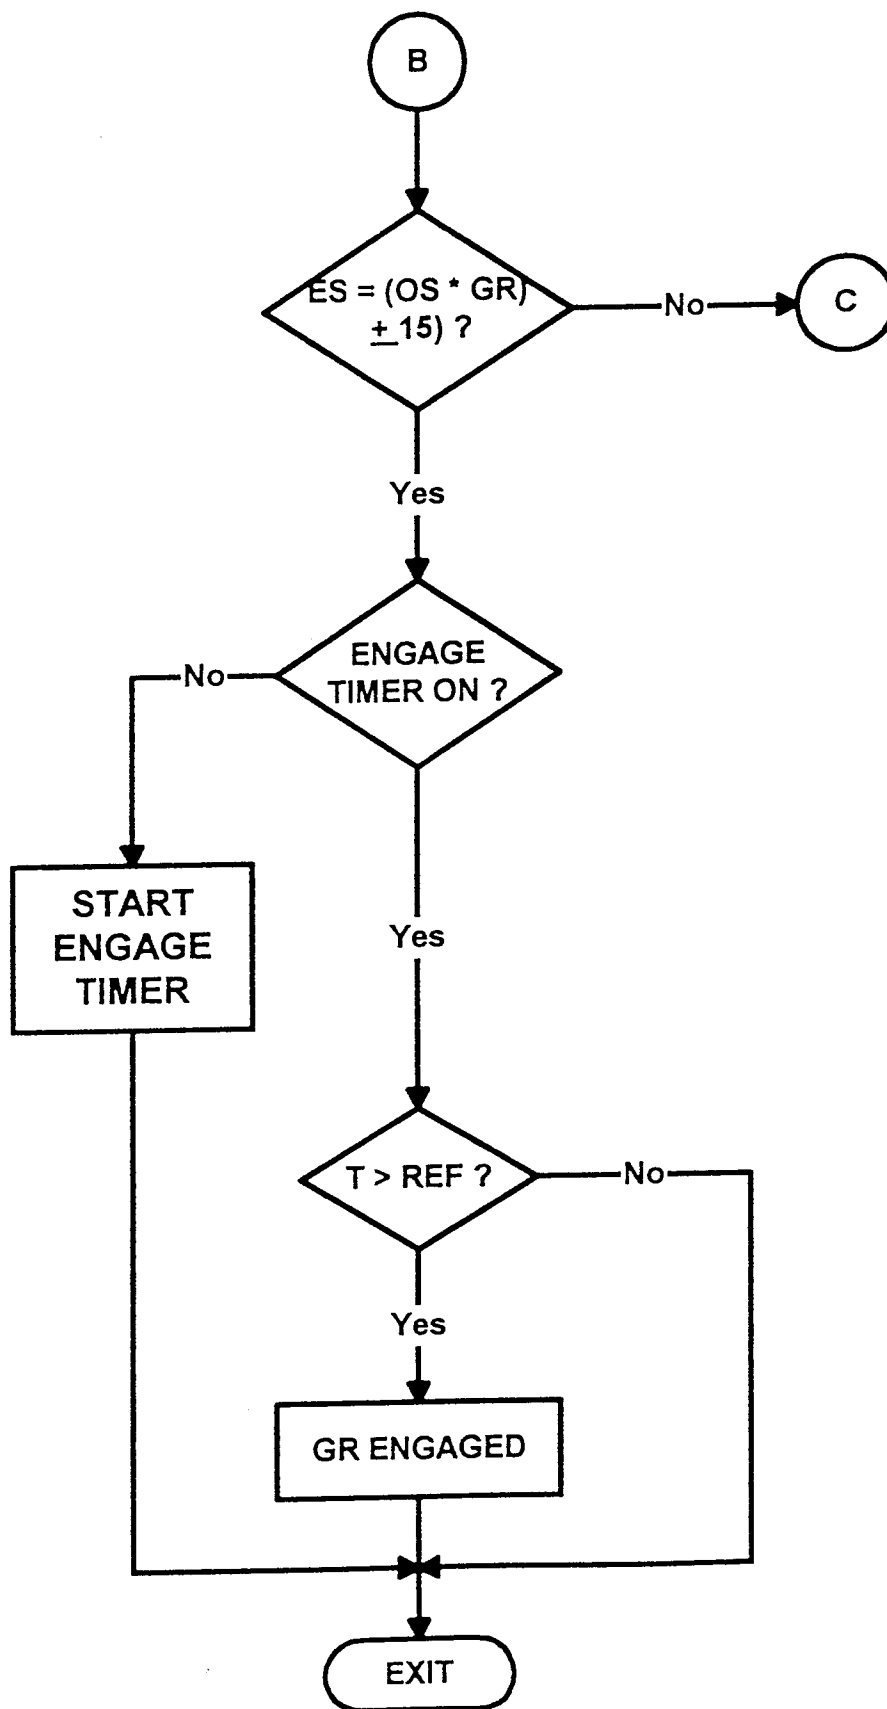 B
ES = (OS * GR)
± 15) ?
No
C
Yes
ENGAGE
TIMER ON ?
No
START
ENGAGE
TIMER
Yes
T > REF ?
No
Yes
GR ENGAGED
EXIT